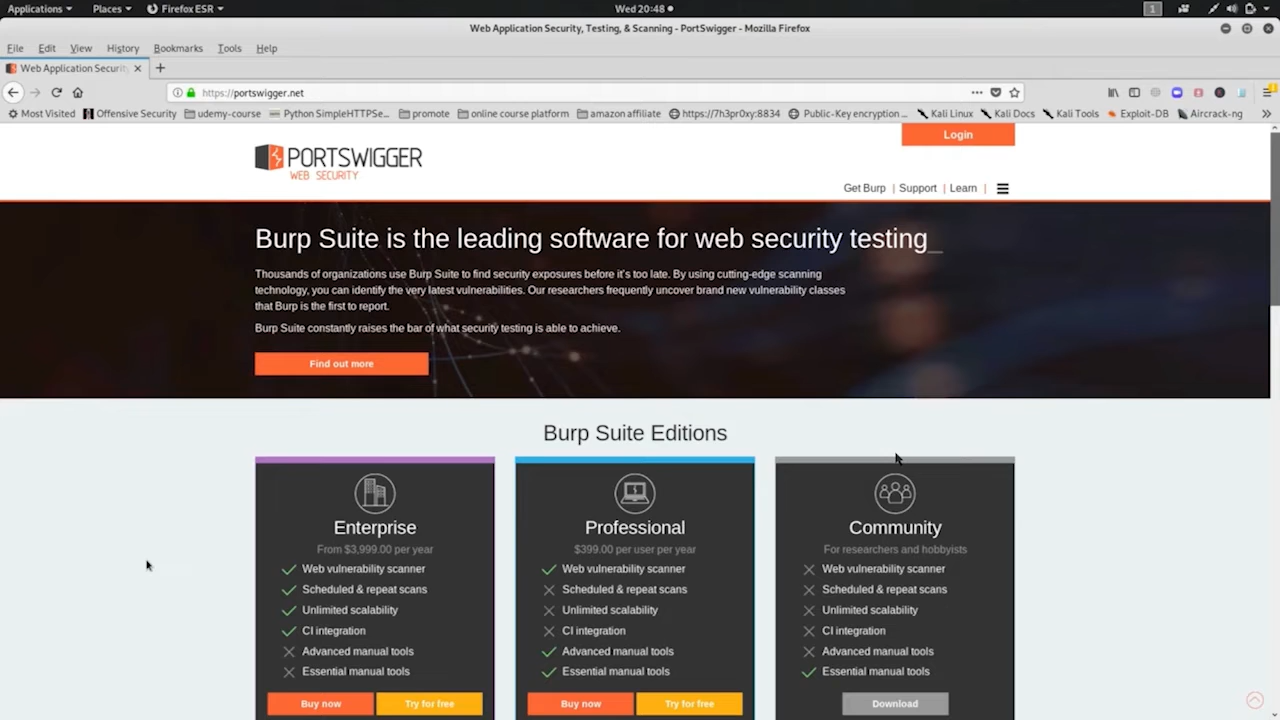 Applications Places Firefox ESR Wed 20:48 1
Web Application Security, Testing, & Scanning - PortSwigger - Mozilla Firefox
File Edit View History Bookmarks Tools Help
Web Application Securit
https://portswigger.net
Most Visited Offensive Security udemy-course Python SimpleHTTPSe... promote online course platform amazon affiliate https://7h3pr0xy:8834 Public-Key encryption ... Kali Linux Kali Docs Kali Tools Exploit-DB Aircrack-ng
Login
PORTSWIGGER
WEB SECURITY
Get Burp | Support | Learn |
Burp Suite is the leading software for web security testing_
Thousands of organizations use Burp Suite to find security exposures before it's too late. By using cutting-edge scanning
technology, you can identify the very latest vulnerabilities. Our researchers frequently uncover brand new vulnerability classes
that Burp is the first to report.
Burp Suite constantly raises the bar of what security testing is able to achieve.
Find out more
Burp Suite Editions
Enterprise
From $3,999.00 per year
Web vulnerability scanner
Scheduled & repeat scans
Unlimited scalability
CI integration
Advanced manual tools
Essential manual tools
Buy now Try for free
Professional
$399.00 per user per year
Web vulnerability scanner
Scheduled & repeat scans
Unlimited scalability
CI integration
Advanced manual tools
Essential manual tools
Buy now Try for free
Community
For researchers and hobbyists
Web vulnerability scanner
Scheduled & repeat scans
Unlimited scalability
CI integration
Advanced manual tools
Essential manual tools
Download